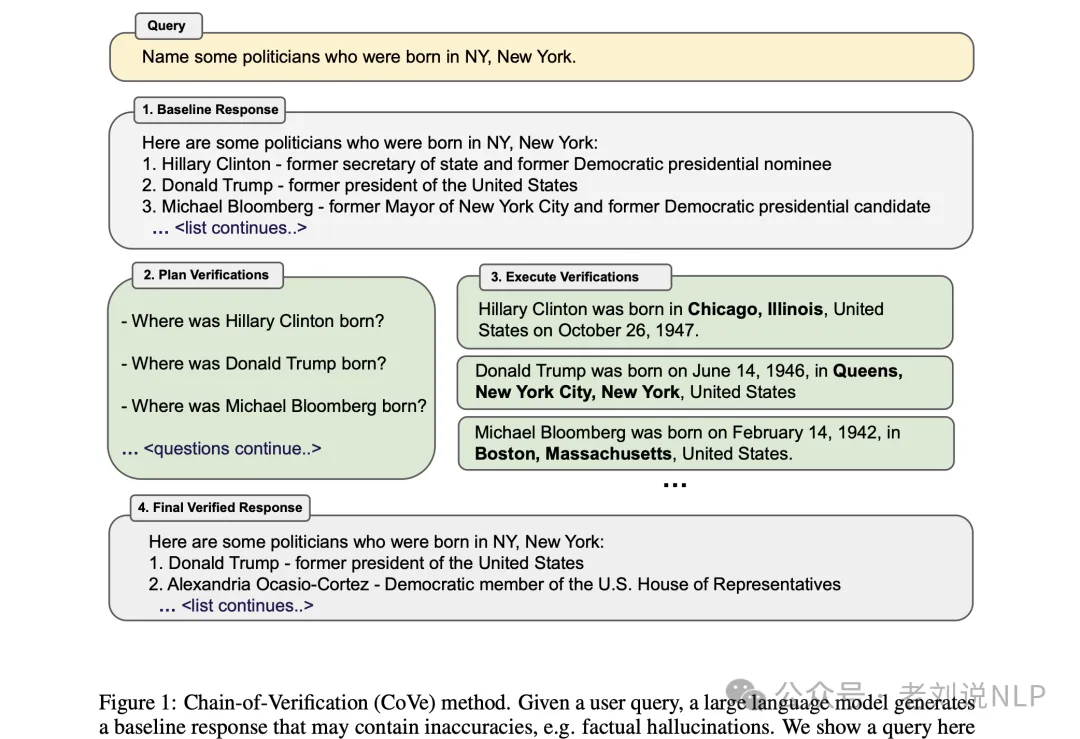 Query
Name some politicians who were born in NY, New York.
1. Baseline Response
Here are some politicians who were born in NY, New York:
1. Hillary Clinton - former secretary of state and former Democratic presidential nominee
2. Donald Trump - former president of the United States
3. Michael Bloomberg - former Mayor of New York City and former Democratic presidential candidate
... <list continues..>
2. Plan Verifications
- Where was Hillary Clinton born?
- Where was Donald Trump born?
- Where was Michael Bloomberg born?
... <questions continue..>
3. Execute Verifications
Hillary Clinton was born in Chicago, Illinois, United
States on October 26, 1947.
Donald Trump was born on June 14, 1946, in Queens,
New York City, New York, United States
Michael Bloomberg was born on February 14, 1942, in
Boston, Massachusetts, United States.
...
4. Final Verified Response
Here are some politicians who were born in NY, New York:
1. Donald Trump - former president of the United States
2. Alexandria Ocasio-Cortez - Democratic member of the U.S. House of Representatives
... <list continues..>
Figure 1: Chain-of-Verification (CoVe) method. Given a user query, a large language model generates
a baseline response that may contain inaccuracies, e.g. factual hallucinations. We show a query here
公众号 · 老刘说NLP